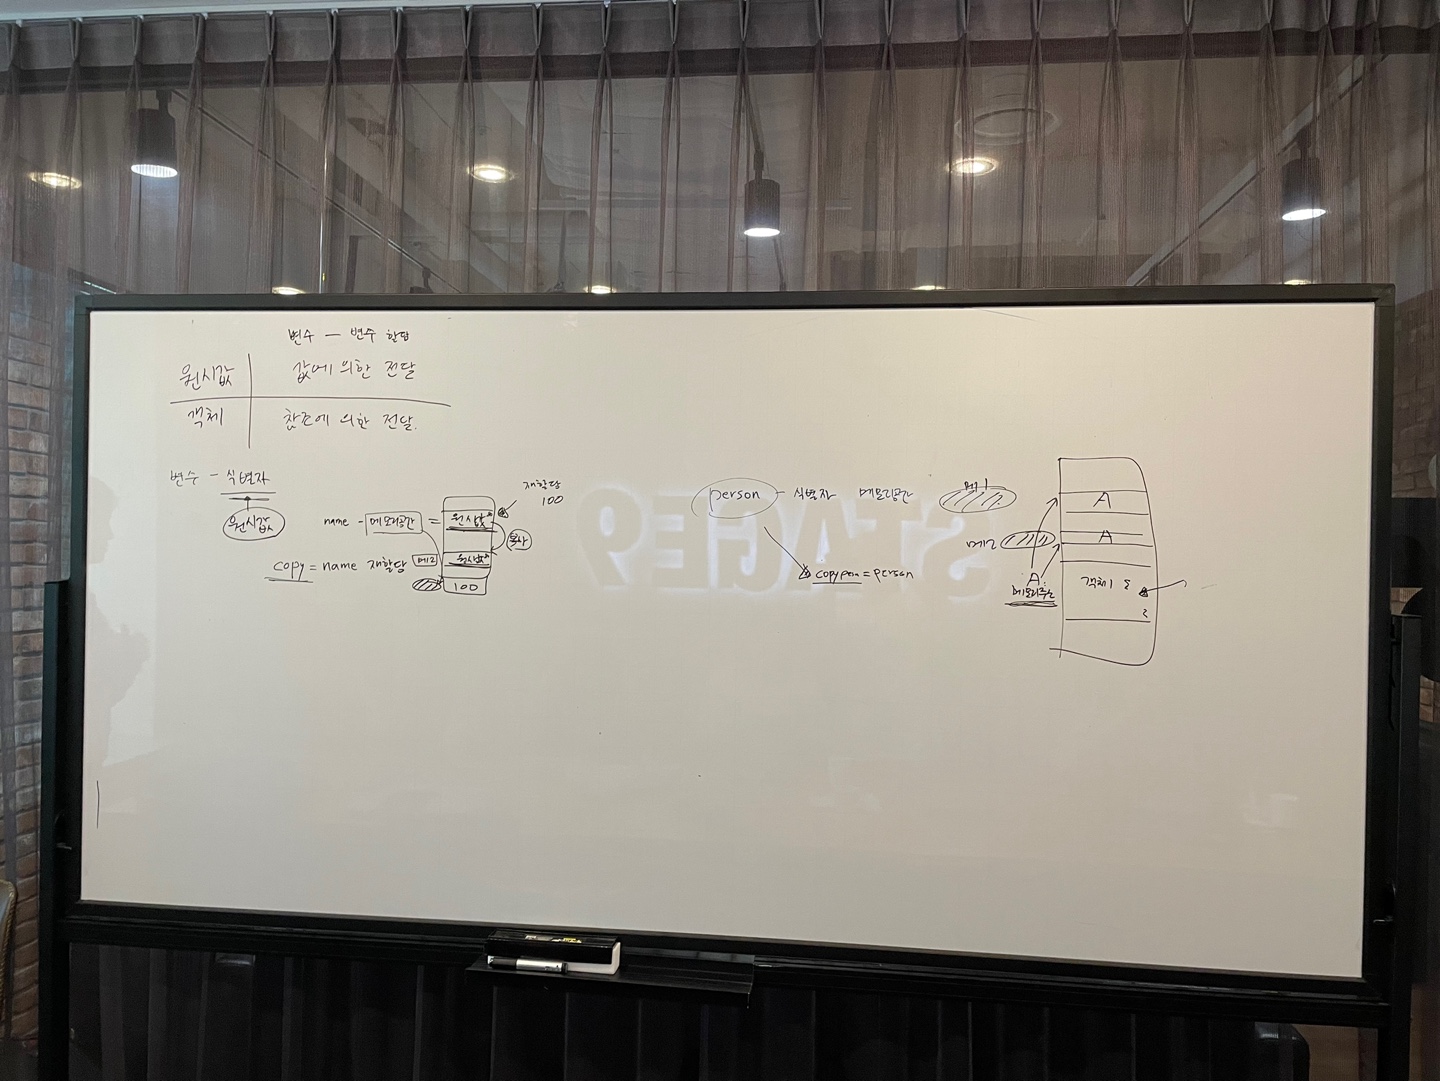 변수 — 변수 할당
원시값 값에 의한 전달
객체 참조에 의한 전달.
변수 - 식별자
원시값
name - 메모리공간 = 원시값
재할당
100
복사
copy = name 재할당 메2 원시값
100
person - 식별자 메모리공간 메1
A
메2 A
copyperson = person
A
메모리주소
객체1
STAGE9